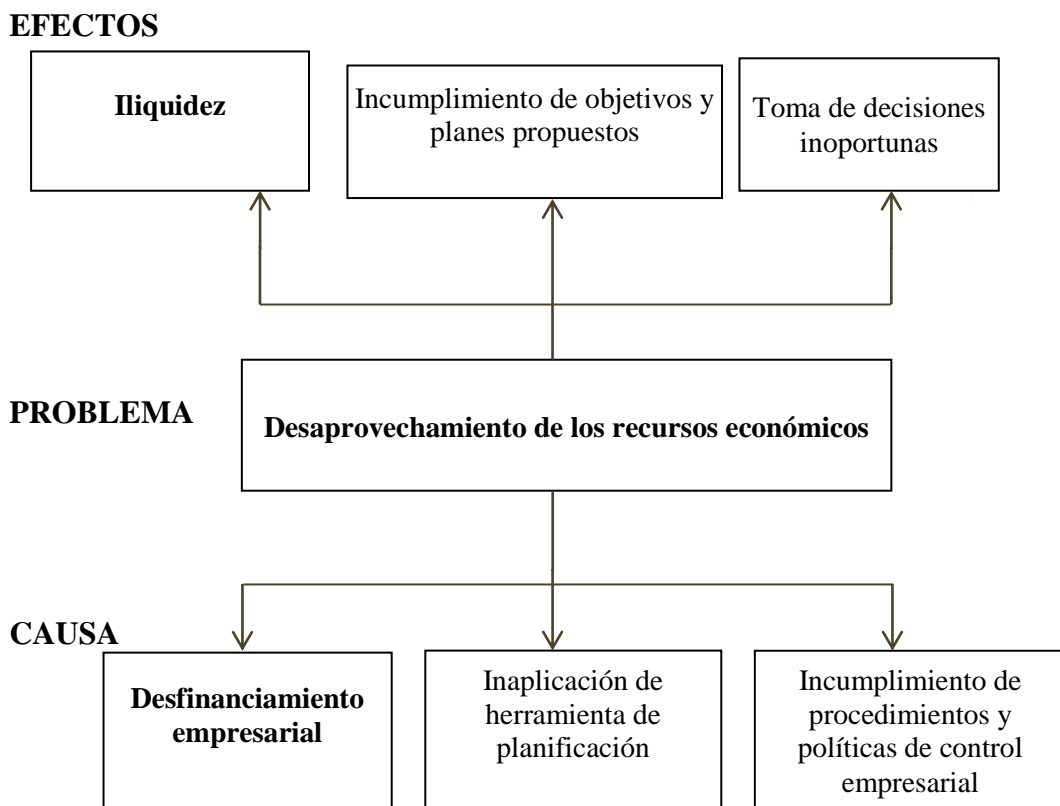 EFECTOS
Iliquidez
Incumplimiento de objetivos y
planes propuestos
Toma de decisiones
inoportunas
PROBLEMA
Desaprovechamiento de los recursos económicos
CAUSA
Desfinanciamiento
empresarial
Inaplicación de
herramienta de
planificación
Incumplimiento de
procedimientos y
políticas de control
empresarial